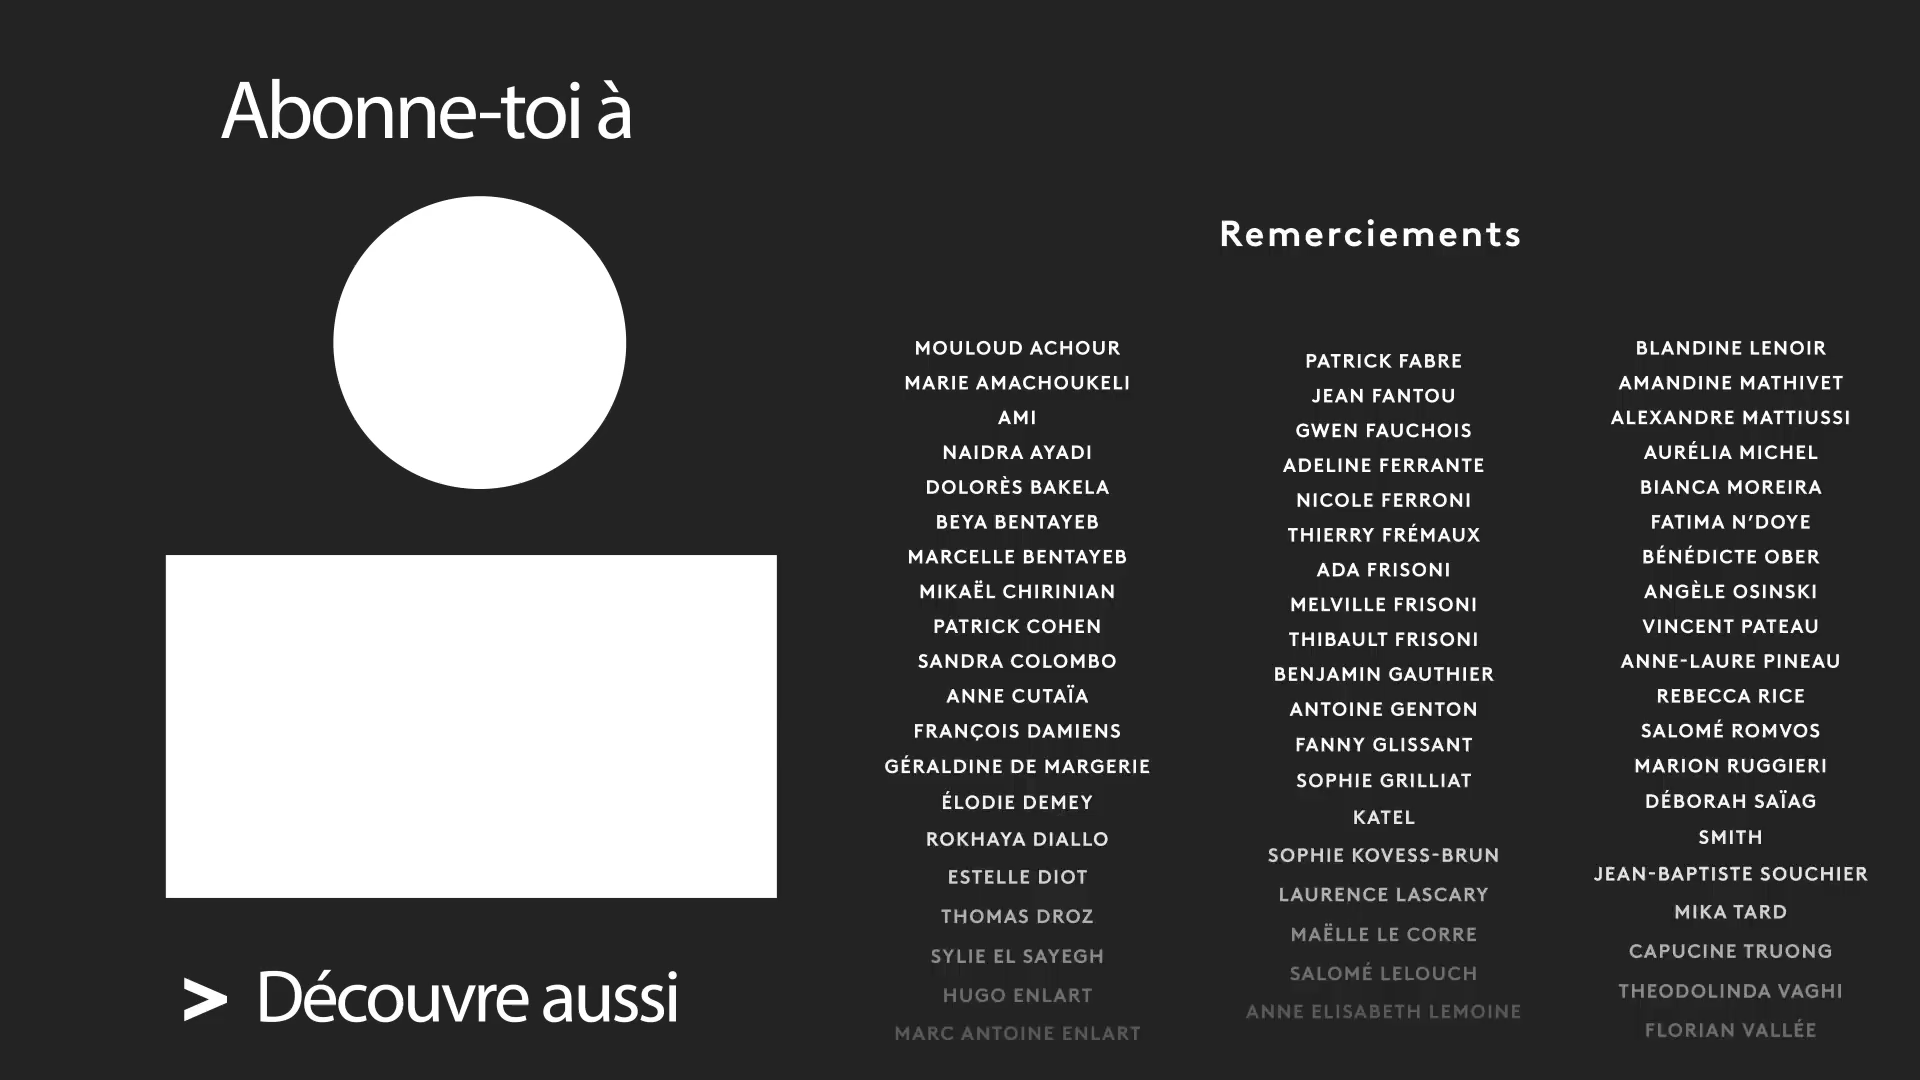 Abonne-toi à
> Découvre aussi
Remerciements
MOULOUD ACHOUR
MARIE AMACHOUKELI
AMI
NAIDRA AYADI
DOLORÈS BAKELA
BEYA BENTAYEB
MARCELLE BENTAYEB
MIKAËL CHIRINIAN
PATRICK COHEN
SANDRA COLOMBO
ANNE CUTAÏA
FRANÇOIS DAMIENS
GÉRALDINE DE MARGERIE
ÉLODIE DEMEY
ROKHAYA DIALLO
ESTELLE DIOT
THOMAS DROZ
SYLIE EL SAYEGH
HUGO ENLART
MARC ANTOINE ENLART
PATRICK FABRE
JEAN FANTOU
GWEN FAUCHOIS
ADELINE FERRANTE
NICOLE FERRONI
THIERRY FRÉMAUX
ADA FRISONI
MELVILLE FRISONI
THIBAULT FRISONI
BENJAMIN GAUTHIER
ANTOINE GENTON
FANNY GLISSANT
SOPHIE GRILLIAT
KATEL
SOPHIE KOVESS-BRUN
LAURENCE LASCARY
MAËLLE LE CORRE
SALOMÉ LELOUCH
ANNE ELISABETH LEMOINE
BLANDINE LENOIR
AMANDINE MATHIVET
ALEXANDRE MATTIUSSI
AURÉLIA MICHEL
BIANCA MOREIRA
FATIMA N’DOYE
BÉNÉDICTE OBER
ANGÈLE OSINSKI
VINCENT PATEAU
ANNE-LAURE PINEAU
REBECCA RICE
SALOMÉ ROMVOS
MARION RUGGIERI
DÉBORAH SAÏAG
SMITH
JEAN-BAPTISTE SOUCHIER
MIKA TARD
CAPUCINE TRUONG
THEODOLINDA VAGHI
FLORIAN VALLÉE